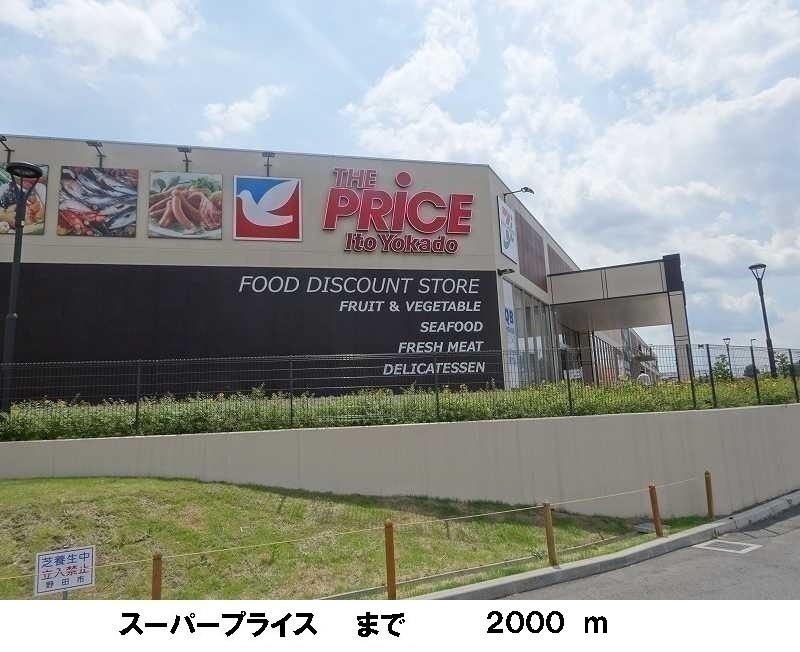 THE
PRICE
Ito Yokado
FOOD DISCOUNT STORE
FRUIT & VEGETABLE
SEAFOOD
FRESH MEAT
DELICATESSEN
QB
芝養生中
立入禁止
野田市
スーパープライス まで 2000 m